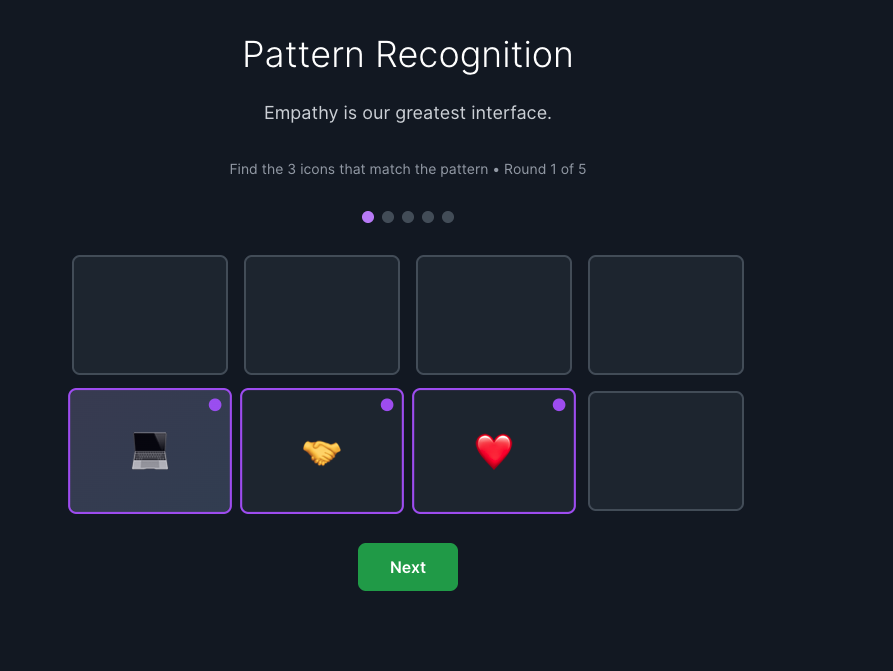 Pattern Recognition
Empathy is our greatest interface.
Find the 3 icons that match the pattern • Round 1 of 5
Next